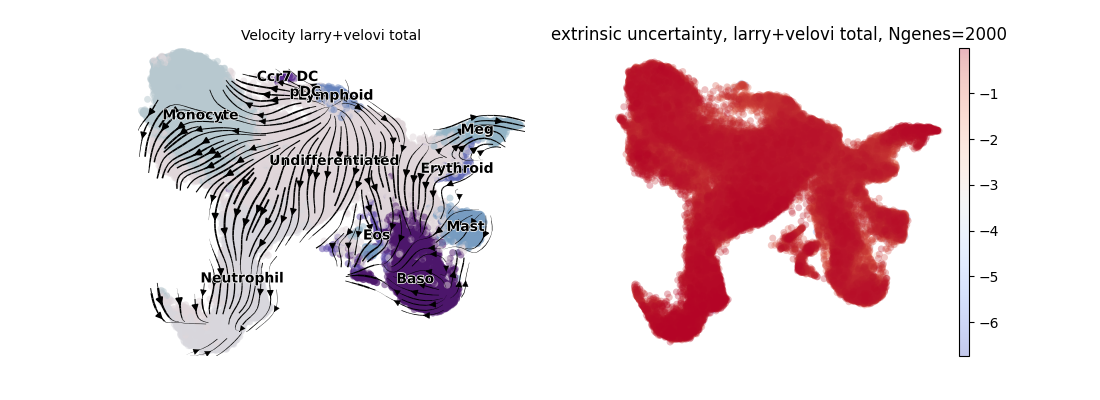 Velocity larry+velovi total
Ccr7 DC
pDC
Lymphoid
Monocyte
Meg
Undifferentiated
Erythroid
Mast
Eos
Neutrophil
Baso
extrinsic uncertainty, larry+velovi total, Ngenes=2000
−1
−2
−3
−4
−5
−6